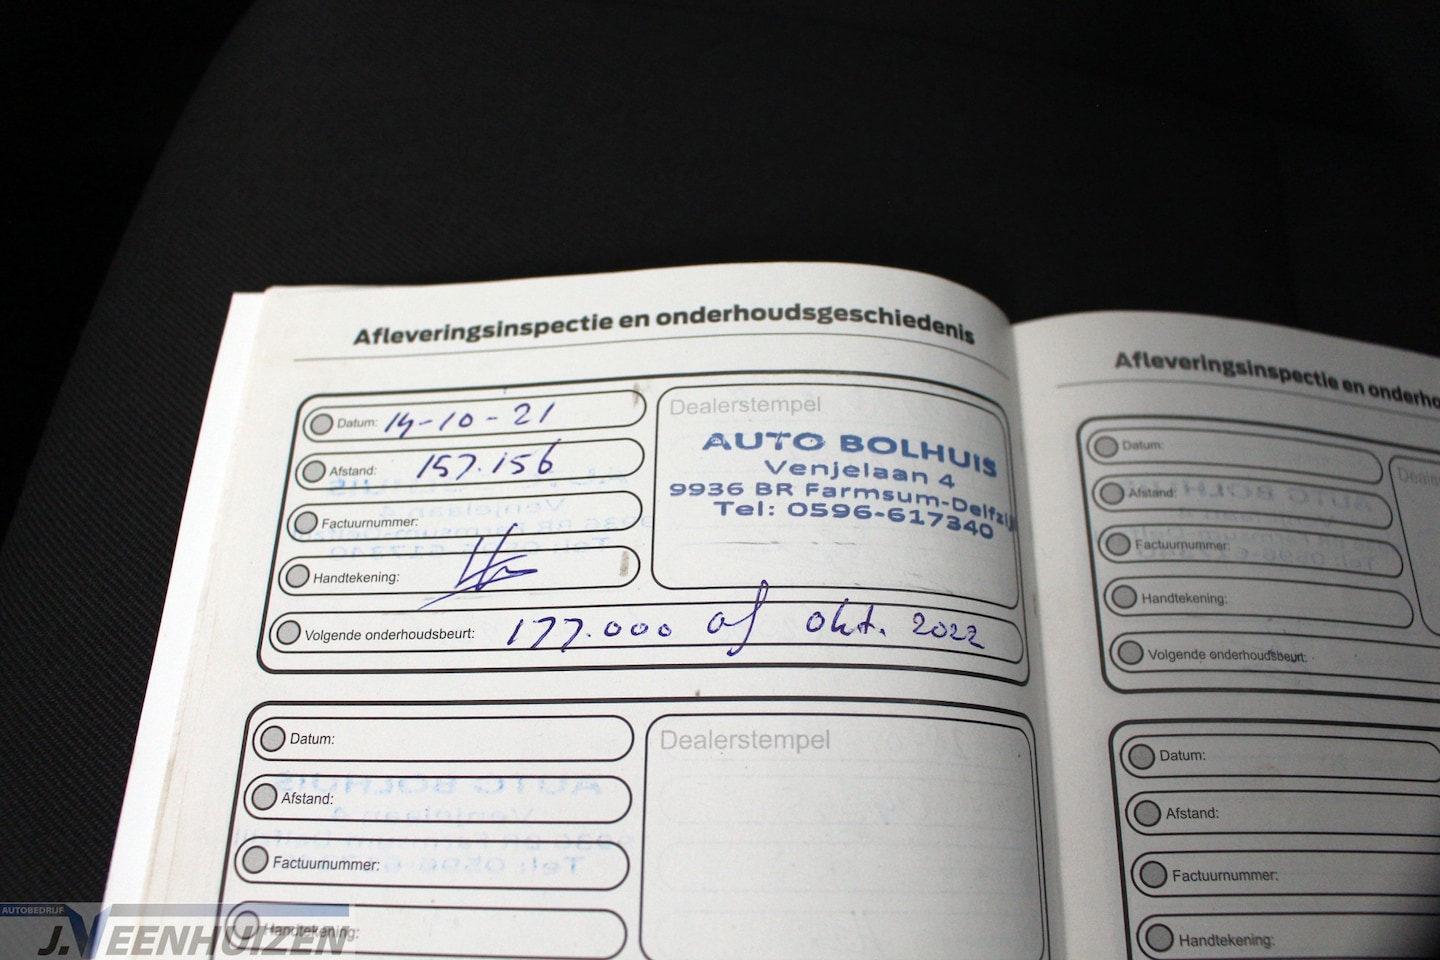 Afleveringsinspectie en onderhoudsgeschiedenis
Datum: 14-10-21
Afstand: 157.156
Factuurnummer:
Handtekening:
Dealerstempel
AUTO BOLHUIS
Venjelaan 4
9936 BR Farmsum-Delfzijl
Tel: 0596-617340
Volgende onderhoudsbeurt: 177.000 of okt. 2022
Datum:
Afstand:
Factuurnummer:
Handtekening:
Dealerstempel
Afleveringsinspectie en onderho
Datum:
Afstand:
Factuurnummer:
Handtekening:
Volgende onderhoudsbeurt:
Deale
Datum:
Afstand:
Factuurnummer:
Handtekening:
AUTOBEDRIJF
J.VEENHUIZEN